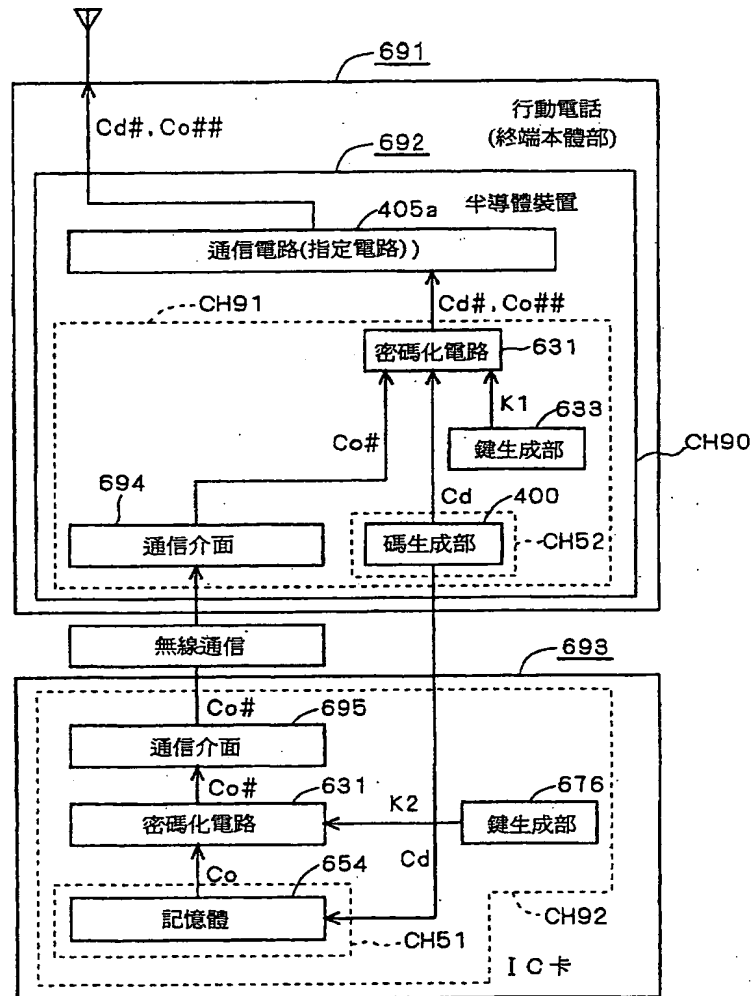 691
行動電話
(終端本體部)
Cd#, Co##
692
半導體裝置
405a
通信電路(指定電路))
CH91
Cd#, Co##
密碼化電路
631
K1
633
鍵生成部
CH90
Co#
694
Cd
400
通信介面
碼生成部
CH52
無線通信
693
Co#
695
通信介面
Co#
631
K2
676
密碼化電路
鍵生成部
Co
654
Cd
記憶體
CH51
CH92
IC卡